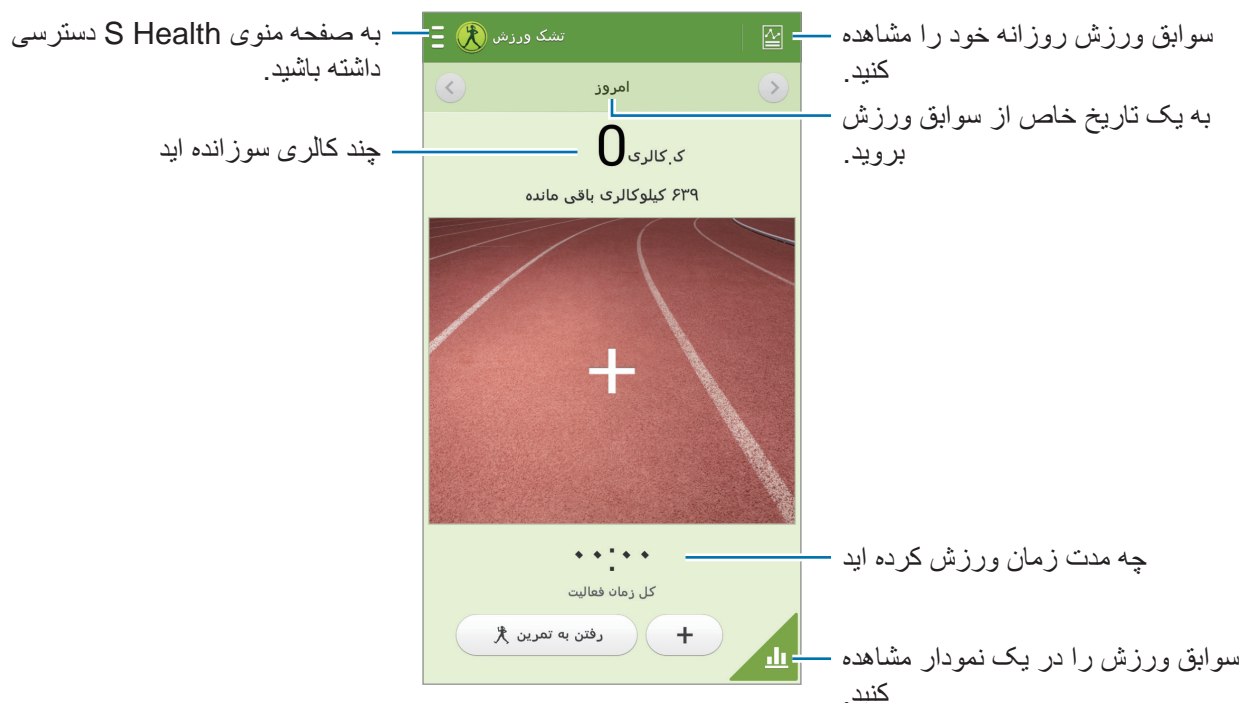 سوابق ورزش روزانه خود را مشاهده
کنید.
به یک تاریخ خاص از سوابق ورزش
بروید.
چه مدت زمان ورزش کرده اید
سوابق ورزش را در یک نمودار مشاهده
کنید.
تشک ورزش
امروز
0 ک.کالری
۶۳۹ کیلوکالری باقی مانده
۰۰:۰۰
کل زمان فعالیت
رفتن به تمرین
به صفحه منوی S Health دسترسی
داشته باشید.
چند کالری سوزانده اید